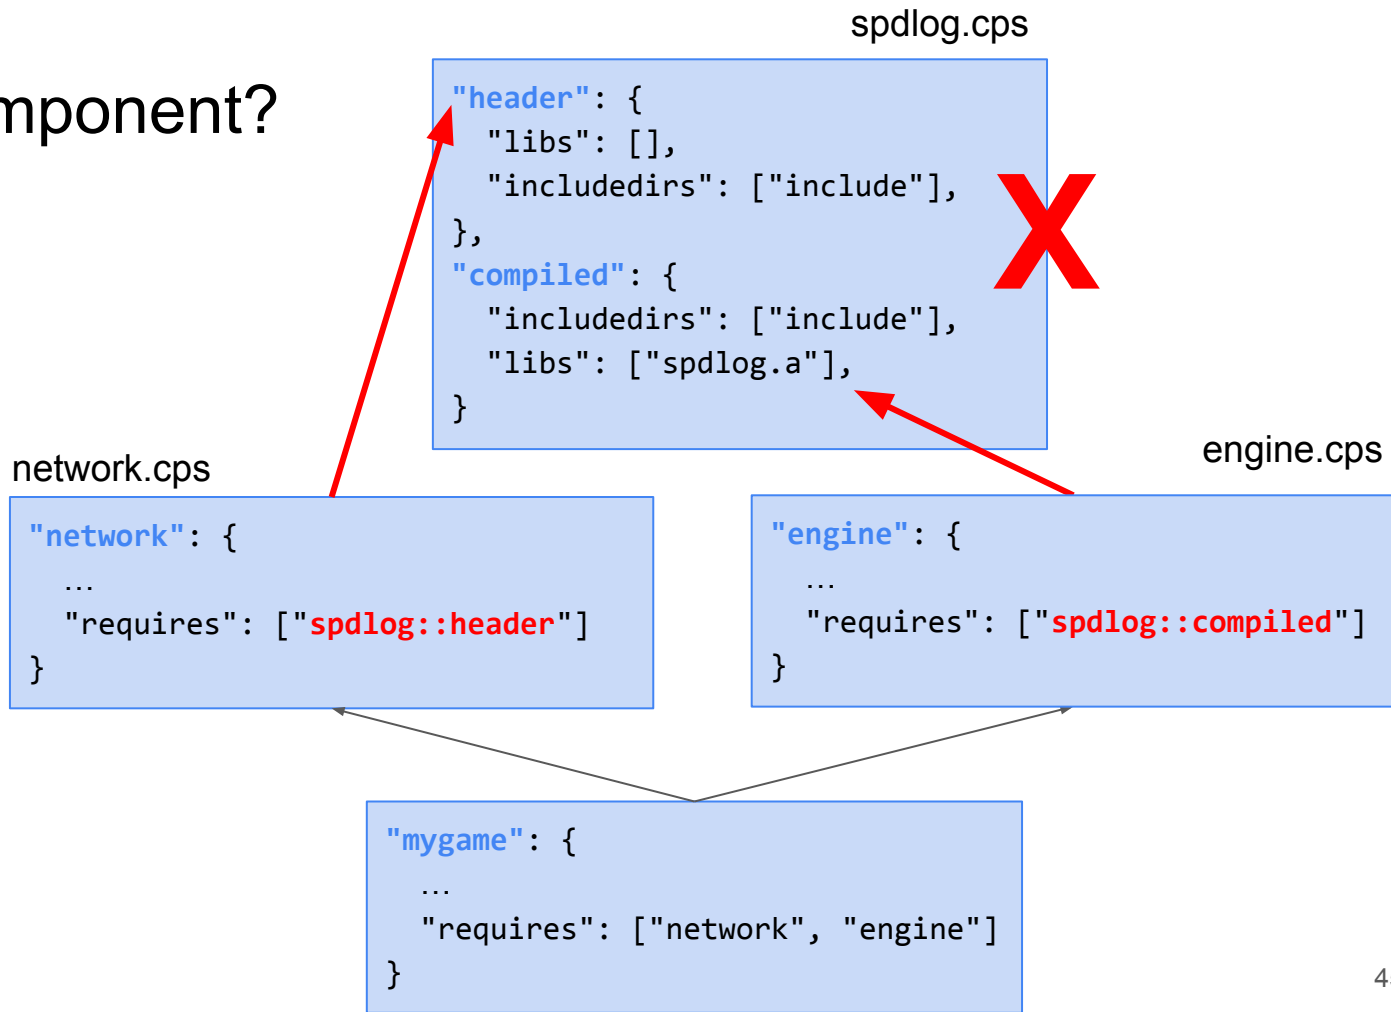 mponent?
spdlog.cps
"header": {
"libs": [],
"includedirs": ["include"],
},
"compiled": {
"includedirs": ["include"],
"libs": ["spdlog.a"],
}
X
network.cps
"network": {
...
"requires": ["spdlog::header"]
}
engine.cps
"engine": {
...
"requires": ["spdlog::compiled"]
}
"mygame": {
...
"requires": ["network", "engine"]
}